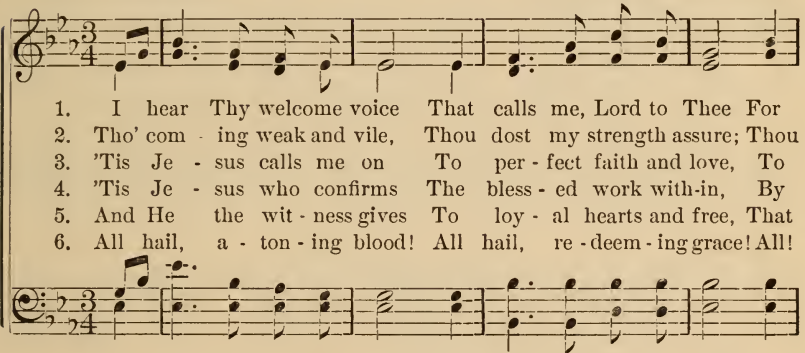 3
4
1. I hear Thy welcome voice That calls me, Lord to Thee For
2. Tho' com - ing weak and vile, Thou dost my strength assure; Thou
3. 'Tis Je - sus calls me on To per - fect faith and love, To
4. 'Tis Je - sus who confirms The bless - ed work with-in, By
5. And He the wit - ness gives To loy - al hearts and free, That
6. All hail, a - ton - ing blood! All hail, re - deem - ing grace! All!
3
4